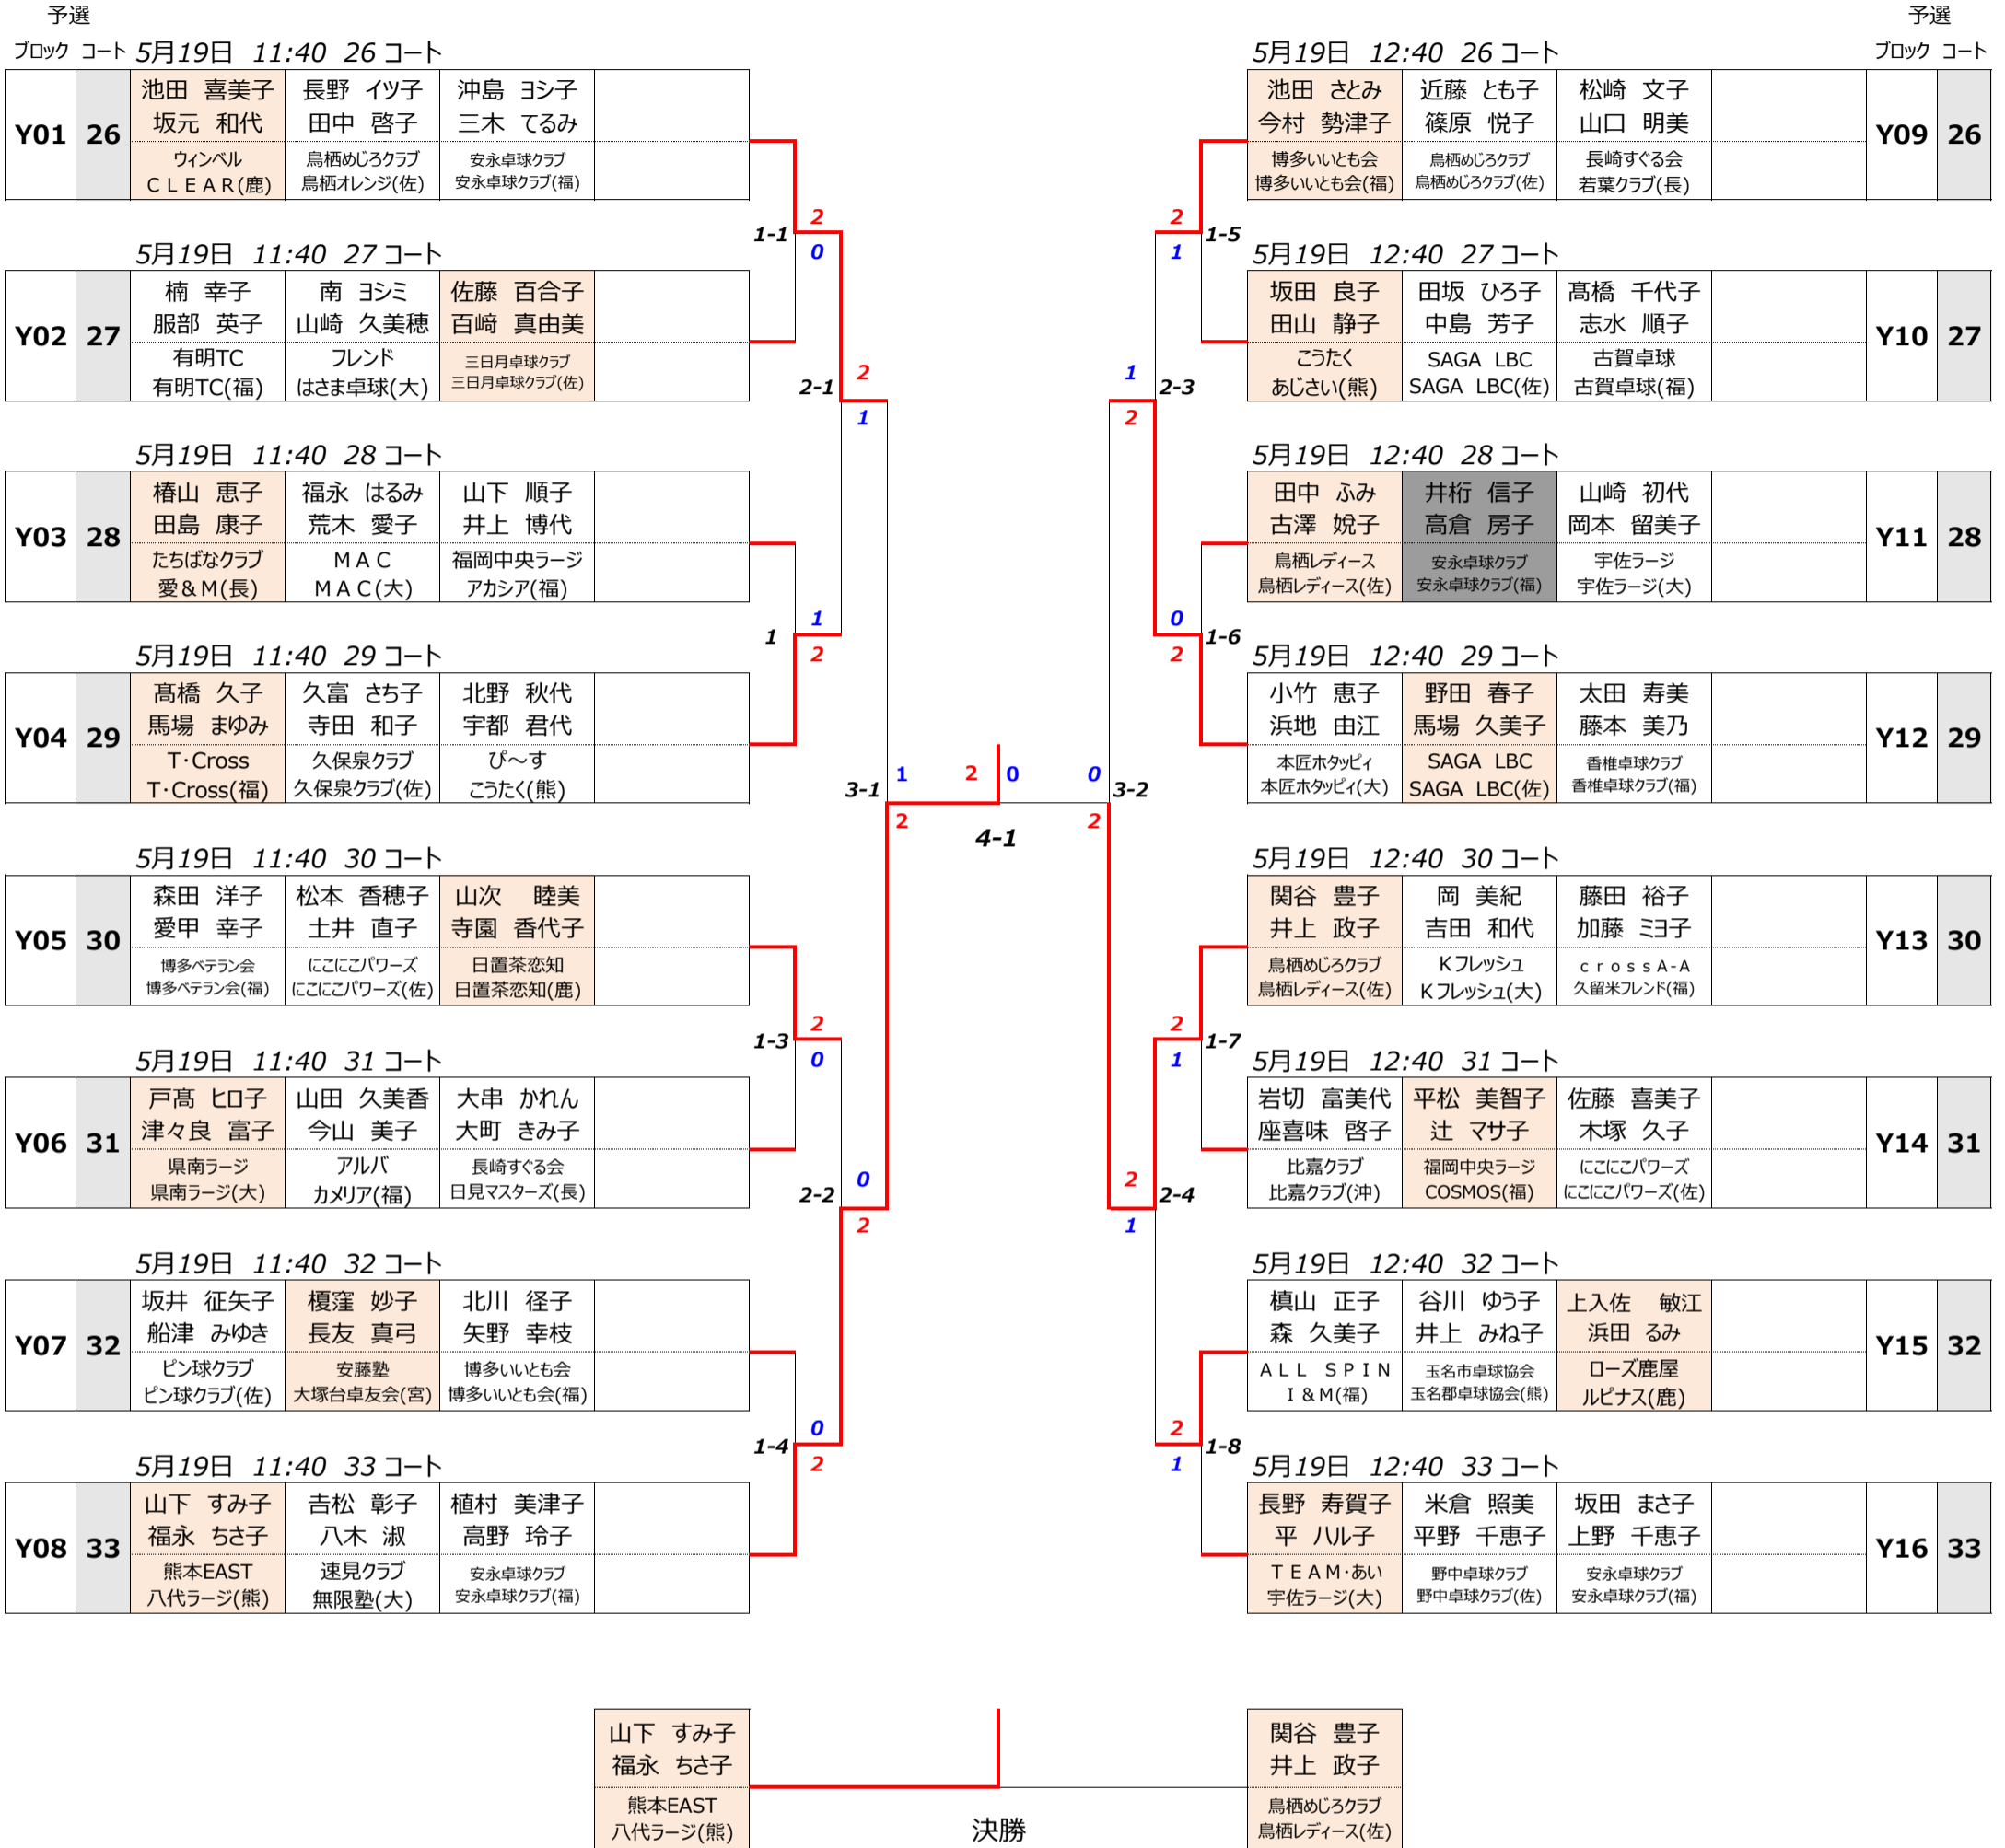 予選
ブロック コート 5月19日 11:40 26 コート
Y01 26
池田 喜美子 長野 イツ子 沖島 ヨシ子
坂元 和代 田中 啓子 三木 てるみ
ウィンベル 鳥栖めじろクラブ 安永卓球クラブ
ＣＬＥＡＲ(鹿) 鳥栖オレンジ(佐) 安永卓球クラブ(福)
5月19日 11:40 27 コート
Y02 27
楠 幸子 南 ヨシミ 佐藤 百合子
服部 英子 山崎 久美穂 百﨑 真由美
有明TC フレンド 三日月卓球クラブ
有明TC(福) はさま卓球(大) 三日月卓球クラブ(佐)
5月19日 11:40 28 コート
Y03 28
椿山 恵子 福永 はるみ 山下 順子
田島 康子 荒木 愛子 井上 博代
たちばなクラブ ＭＡＣ 福岡中央ラージ
愛＆Ｍ(長) ＭＡＣ(大) アカシア(福)
5月19日 11:40 29 コート
Y04 29
髙橋 久子 久富 さち子 北野 秋代
馬場 まゆみ 寺田 和子 宇都 君代
T・Cross 久保泉クラブ ぴ～す
T・Cross(福) 久保泉クラブ(佐) こうたく(熊)
5月19日 11:40 30 コート
Y05 30
森田 洋子 松本 香穂子 山次 睦美
愛甲 幸子 土井 直子 寺園 香代子
博多ベテラン会 にこにこパワーズ 日置茶恋知
博多ベテラン会(福) にこにこパワーズ(佐) 日置茶恋知(鹿)
5月19日 11:40 31 コート
Y06 31
戸髙 ヒロ子 山田 久美香 大串 かれん
津々良 富子 今山 美子 大町 きみ子
県南ラージ アルバ 長崎すぐる会
県南ラージ(大) カメリア(福) 日見マスターズ(長)
5月19日 11:40 32 コート
Y07 32
坂井 征矢子 榎窪 妙子 北川 径子
船津 みゆき 長友 真弓 矢野 幸枝
ピン球クラブ 安藤塾 博多いいとも会
ピン球クラブ(佐) 大塚台卓友会(宮) 博多いいとも会(福)
5月19日 11:40 33 コート
Y08 33
山下 すみ子 吉松 彰子 植村 美津子
福永 ちさ子 八木 淑 高野 玲子
熊本EAST 速見クラブ 安永卓球クラブ
八代ラージ(熊) 無限塾(大) 安永卓球クラブ(福)
1-1 2
0
2-1 2
1
1 1
2
3-1 1
2
1-3 2
0
2-2 0
2
1-4 0
2
2 0
4-1
2 1-5
1
1 2-3
2
0 1-6
2
0 3-2
2
2 1-7
1
2 2-4
1
2 1-8
1
予選
5月19日 12:40 26 コート ブロック コート
池田 さとみ 近藤 とも子 松崎 文子
今村 勢津子 篠原 悦子 山口 明美
博多いいとも会 鳥栖めじろクラブ 長崎すぐる会
博多いいとも会(福) 鳥栖めじろクラブ(佐) 若葉クラブ(長)
Y09 26
5月19日 12:40 27 コート
坂田 良子 田坂 ひろ子 髙橋 千代子
田山 静子 中島 芳子 志水 順子
こうたく SAGA LBC 古賀卓球
あじさい(熊) SAGA LBC(佐) 古賀卓球(福)
Y10 27
5月19日 12:40 28 コート
田中 ふみ 井桁 信子 山崎 初代
古澤 婗子 高倉 房子 岡本 留美子
鳥栖レディース 安永卓球クラブ 宇佐ラージ
鳥栖レディース(佐) 安永卓球クラブ(福) 宇佐ラージ(大)
Y11 28
5月19日 12:40 29 コート
小竹 恵子 野田 春子 太田 寿美
浜地 由江 馬場 久美子 藤本 美乃
本匠ホタッピィ SAGA LBC 香椎卓球クラブ
本匠ホタッピィ(大) SAGA LBC(佐) 香椎卓球クラブ(福)
Y12 29
5月19日 12:40 30 コート
関谷 豊子 岡 美紀 藤田 裕子
井上 政子 吉田 和代 加藤 ミヨ子
鳥栖めじろクラブ Ｋフレッシュ ｃｒｏｓｓＡ-Ａ
鳥栖レディース(佐) Ｋフレッシュ(大) 久留米フレンド(福)
Y13 30
5月19日 12:40 31 コート
岩切 富美代 平松 美智子 佐藤 喜美子
座喜味 啓子 辻 マサ子 木塚 久子
比嘉クラブ 福岡中央ラージ にこにこパワーズ
比嘉クラブ(沖) COSMOS(福) にこにこパワーズ(佐)
Y14 31
5月19日 12:40 32 コート
槙山 正子 谷川 ゆう子 上入佐 敏江
森 久美子 井上 みね子 浜田 るみ
ＡＬＬ ＳＰＩＮ 玉名市卓球協会 ローズ鹿屋
Ｉ＆Ｍ(福) 玉名郡卓球協会(熊) ルピナス(鹿)
Y15 32
5月19日 12:40 33 コート
長野 寿賀子 米倉 照美 坂田 まさ子
平 ハル子 平野 千恵子 上野 千恵子
ＴＥＡＭ・あい 野中卓球クラブ 安永卓球クラブ
宇佐ラージ(大) 野中卓球クラブ(佐) 安永卓球クラブ(福)
Y16 33
山下 すみ子
福永 ちさ子
熊本EAST
八代ラージ(熊)
決勝
関谷 豊子
井上 政子
鳥栖めじろクラブ
鳥栖レディース(佐)